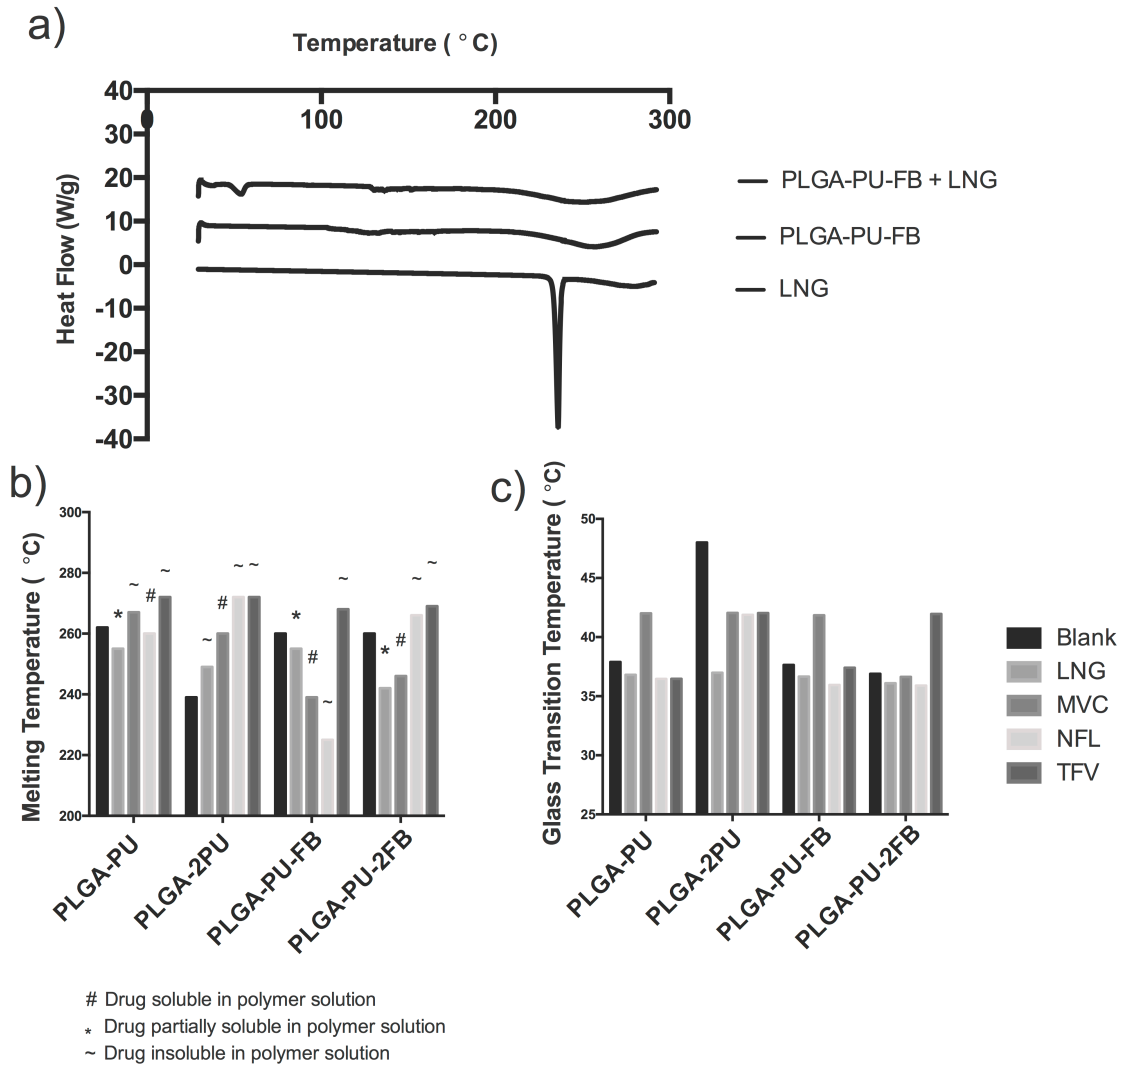 a)
Temperature ( °C)
40
0 100 200 300
30
20
10
0
-10
-20
-30
-40
Heat Flow (W/g)
PLGA-PU-FB + LNG
PLGA-PU-FB
LNG
b)
Melting Temperature ( °C)
300
280
260
240
220
200
* ~ # ~
~ # ~ ~
* # ~ ~
* # ~ ~
PLGA-PU
PLGA-2PU
PLGA-PU-FB
PLGA-PU-2FB
# Drug soluble in polymer solution
* Drug partially soluble in polymer solution
~ Drug insoluble in polymer solution
c)
Glass Transition Temperature ( °C)
50
45
40
35
30
25
PLGA-PU
PLGA-2PU
PLGA-PU-FB
PLGA-PU-2FB
Blank
LNG
MVC
NFL
TFV